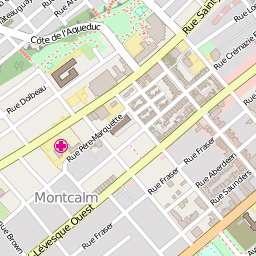 Côte de l'Aqueduc
Rue Saint
Rue Crémazie
Rue Dolbeau
Rue Père-Marquette
Rue Fraser
Rue Aberdeen
Rue Saunders
Rue Fraser
Montcalm
Lévesque Ouest
Rue Fraser
Rue Brown